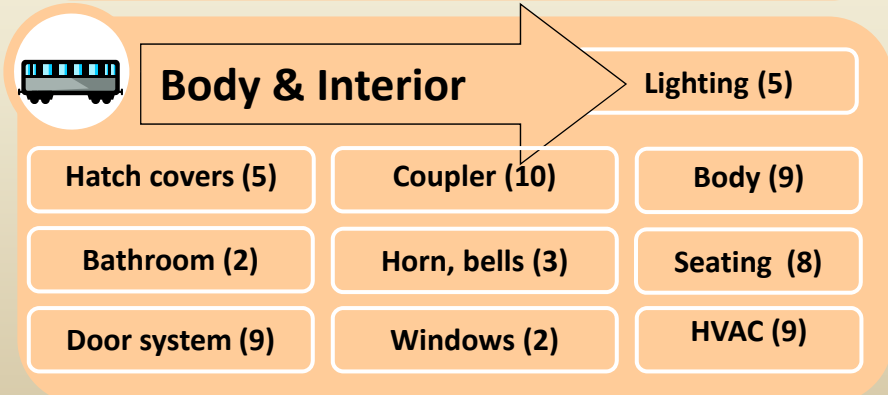 Body & Interior
Lighting (5)
Hatch covers (5)
Coupler (10)
Body (9)
Bathroom (2)
Horn, bells (3)
Seating (8)
Door system (9)
Windows (2)
HVAC (9)